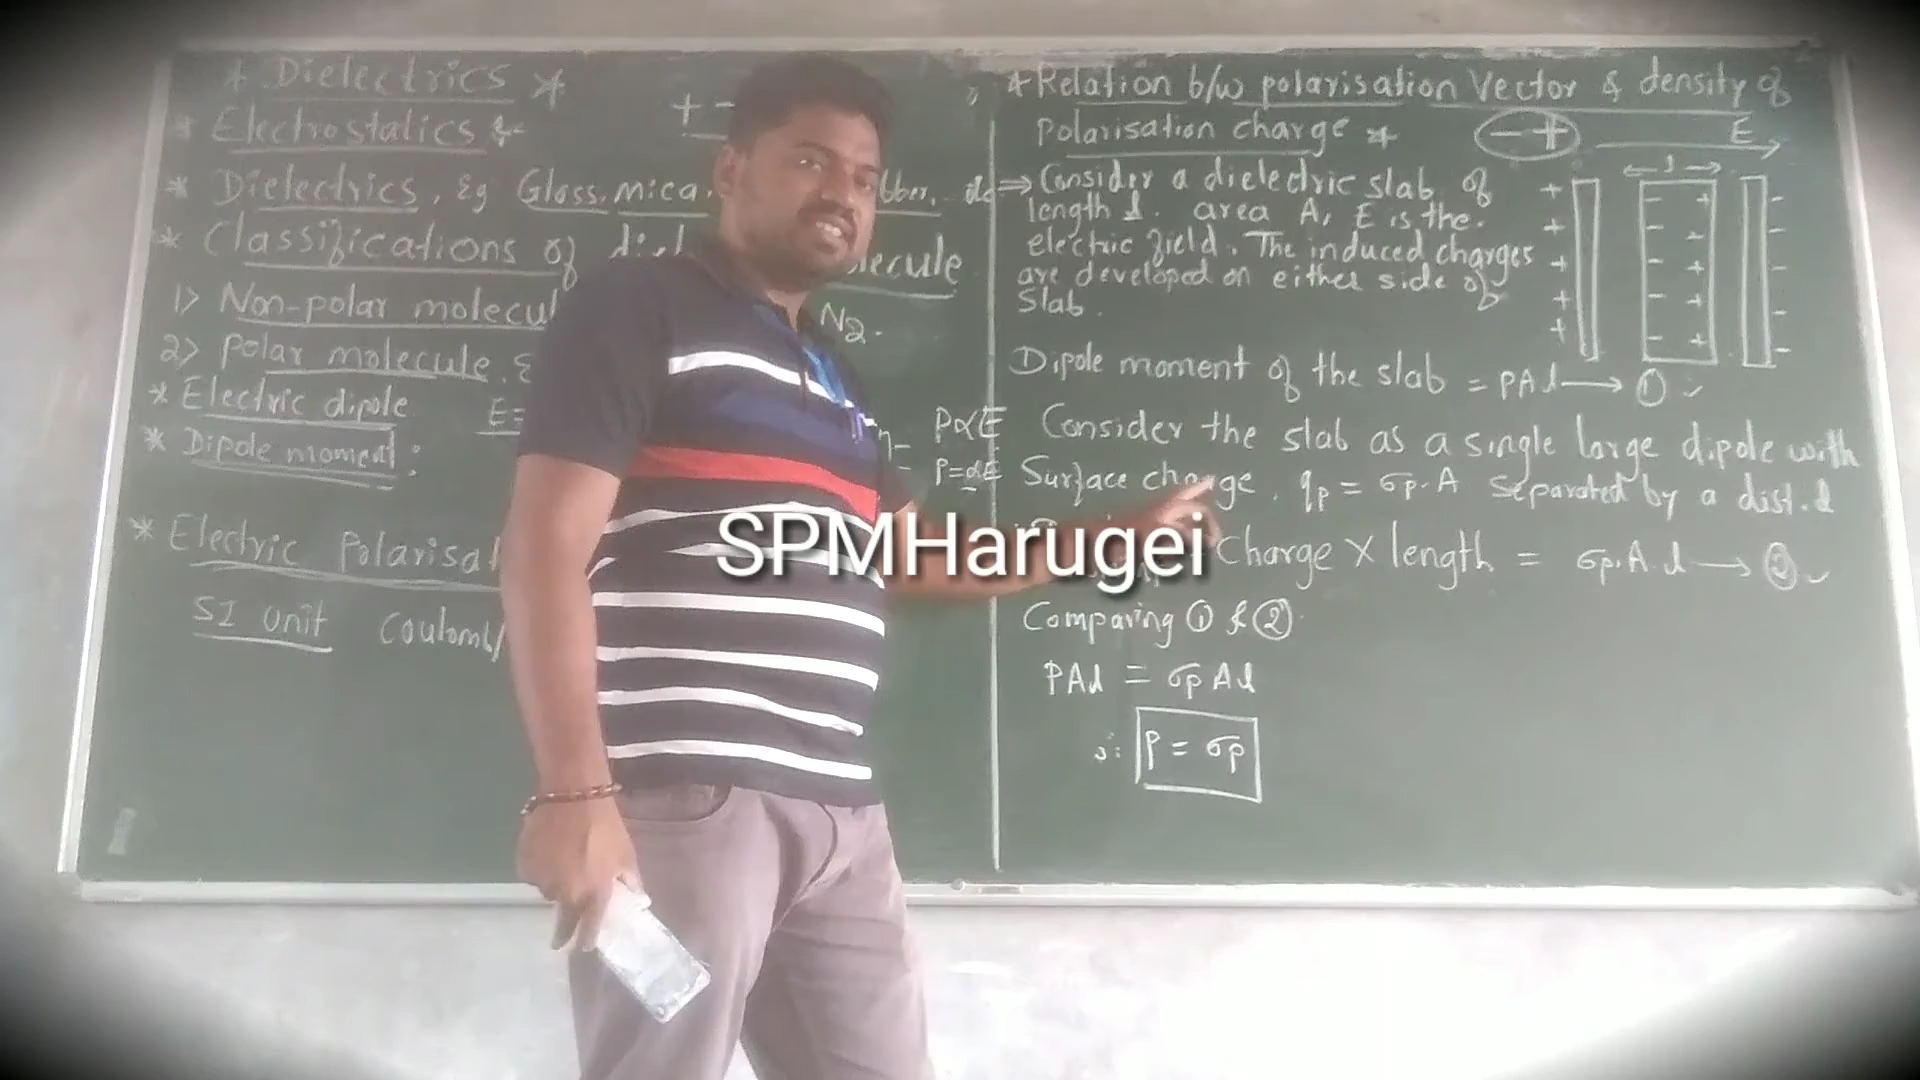 * Dielectrics *
+ -
* Electrostatics :-
* Dielectrics, Eg Glass, mica,
* Classifications of
1> Non-polar molecul N2.
2> Polar molecule.
* Electric dipole E=
* Dipole moment :
P∝E
P=αE
* Electric Polarisat
SI unit Coulomb/
* Relation b/w polarisation Vector & density of
Polarisation charge *
- + E
⇒ Consider a dielectric slab of
length l. area A, E is the
electric field. The induced charges
are developed on either side of
Slab.
Dipole moment of the slab = PAl → ①
Consider the slab as a single large dipole with
Surface charge. qp = σp.A Separated by a dist. l
Charge × length = σp.A.l → ②
Comparing ① & ②
PAl = σp Al
∴ P = σp
SPMHarugei